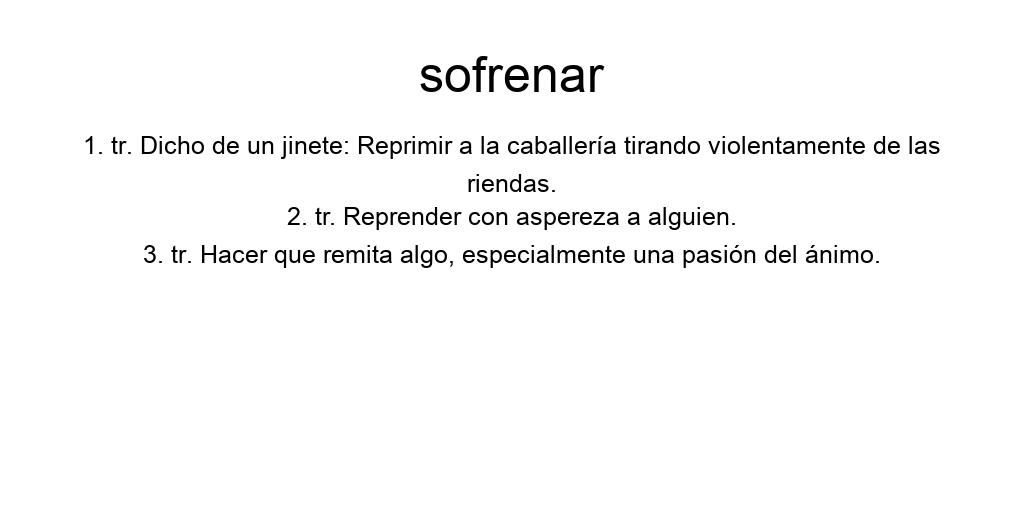 sofrenar
1. tr. Dicho de un jinete: Reprimir a la caballería tirando violentamente de las
riendas.
2. tr. Reprender con aspereza a alguien.
3. tr. Hacer que remita algo, especialmente una pasión del ánimo.